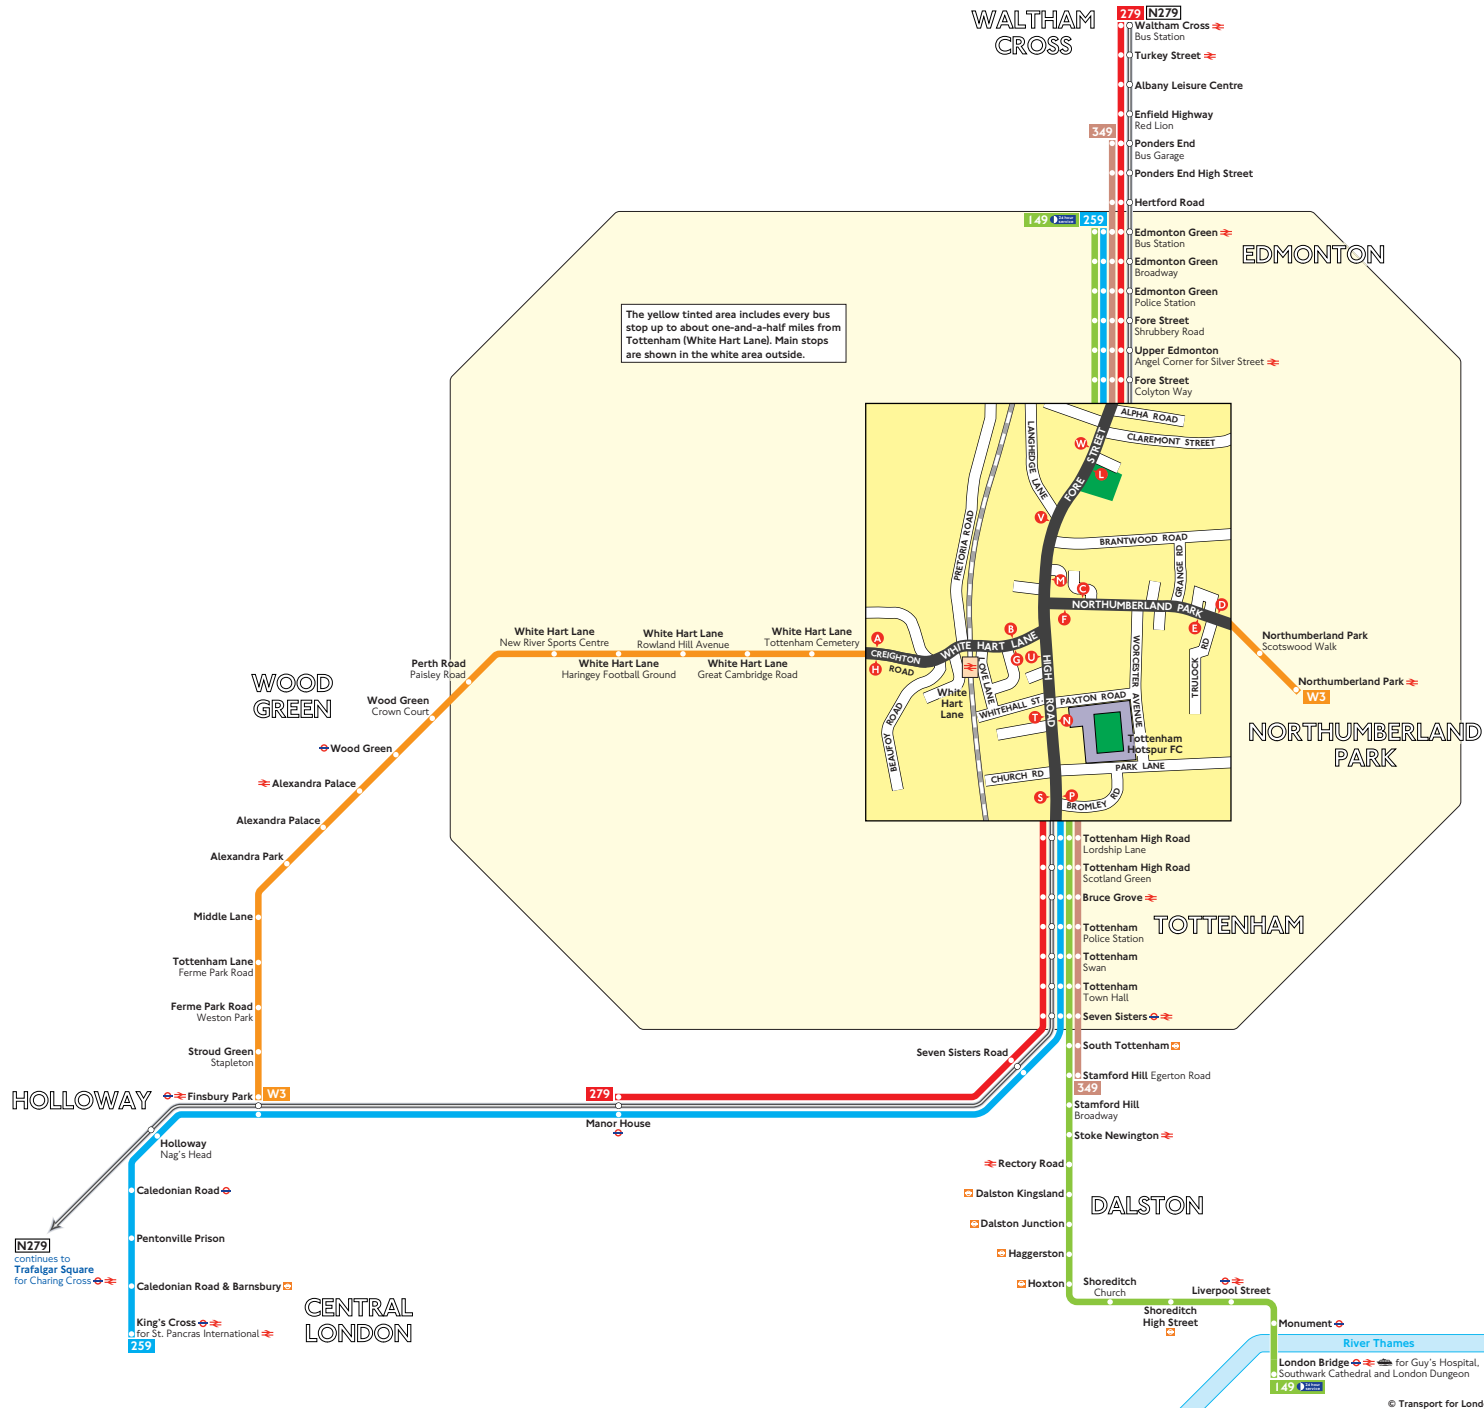 WALTHAM
CROSS
279 N279
Waltham Cross
Bus Station
Turkey Street
Albany Leisure Centre
Enfield Highway
Red Lion
349
Ponders End
Bus Garage
Ponders End High Street
Hertford Road
149 24 hour service 259
Edmonton Green
Bus Station
EDMONTON
Edmonton Green
Broadway
Edmonton Green
Police Station
Fore Street
Shrubbery Road
Upper Edmonton
Angel Corner for Silver Street
Fore Street
Colyton Way
The yellow tinted area includes every bus
stop up to about one-and-a-half miles from
Tottenham (White Hart Lane). Main stops
are shown in the white area outside.
ALPHA ROAD
CLAREMONT STREET
LANGHEDGE LANE
FORE STREET
W
L
V
PRETORIA ROAD
BRANTWOOD ROAD
GRANGE RD
M
C
NORTHUMBERLAND PARK
D
E
F
TRULOCK RD
WORCESTER AVENUE
A
H
CREIGHTON
ROAD
WHITE HART LANE
B
G
U
HIGH ROAD
LOVE LANE
White
Hart
Lane
WHITEHALL ST.
PAXTON ROAD
T
N
BEAUFOY ROAD
Tottenham
Hotspur FC
CHURCH RD
PARK LANE
S
P
BROMLEY RD
White Hart Lane
New River Sports Centre
White Hart Lane
Rowland Hill Avenue
White Hart Lane
Tottenham Cemetery
White Hart Lane
Haringey Football Ground
White Hart Lane
Great Cambridge Road
Northumberland Park
Scotswood Walk
Northumberland Park
W3
NORTHUMBERLAND
PARK
Perth Road
Paisley Road
WOOD
GREEN
Wood Green
Crown Court
Wood Green
Alexandra Palace
Alexandra Palace
Alexandra Park
Middle Lane
Tottenham Lane
Ferme Park Road
Ferme Park Road
Weston Park
Stroud Green
Stapleton
HOLLOWAY
Finsbury Park
W3
Tottenham High Road
Lordship Lane
Tottenham High Road
Scotland Green
Bruce Grove
TOTTENHAM
Tottenham
Police Station
Tottenham
Swan
Tottenham
Town Hall
Seven Sisters
Seven Sisters Road
South Tottenham
Stamford Hill Egerton Road
349
279
Manor House
Holloway
Nag's Head
Caledonian Road
Pentonville Prison
Caledonian Road & Barnsbury
King's Cross
for St. Pancras International
259
N279
continues to
Trafalgar Square
for Charing Cross
CENTRAL
LONDON
Stamford Hill
Broadway
Stoke Newington
Rectory Road
Dalston Kingsland
DALSTON
Dalston Junction
Haggerston
Hoxton
Shoreditch
Church
Shoreditch
High Street
Liverpool Street
Monument
River Thames
London Bridge for Guy's Hospital,
Southwark Cathedral and London Dungeon
149 24 hour service
© Transport for Lond